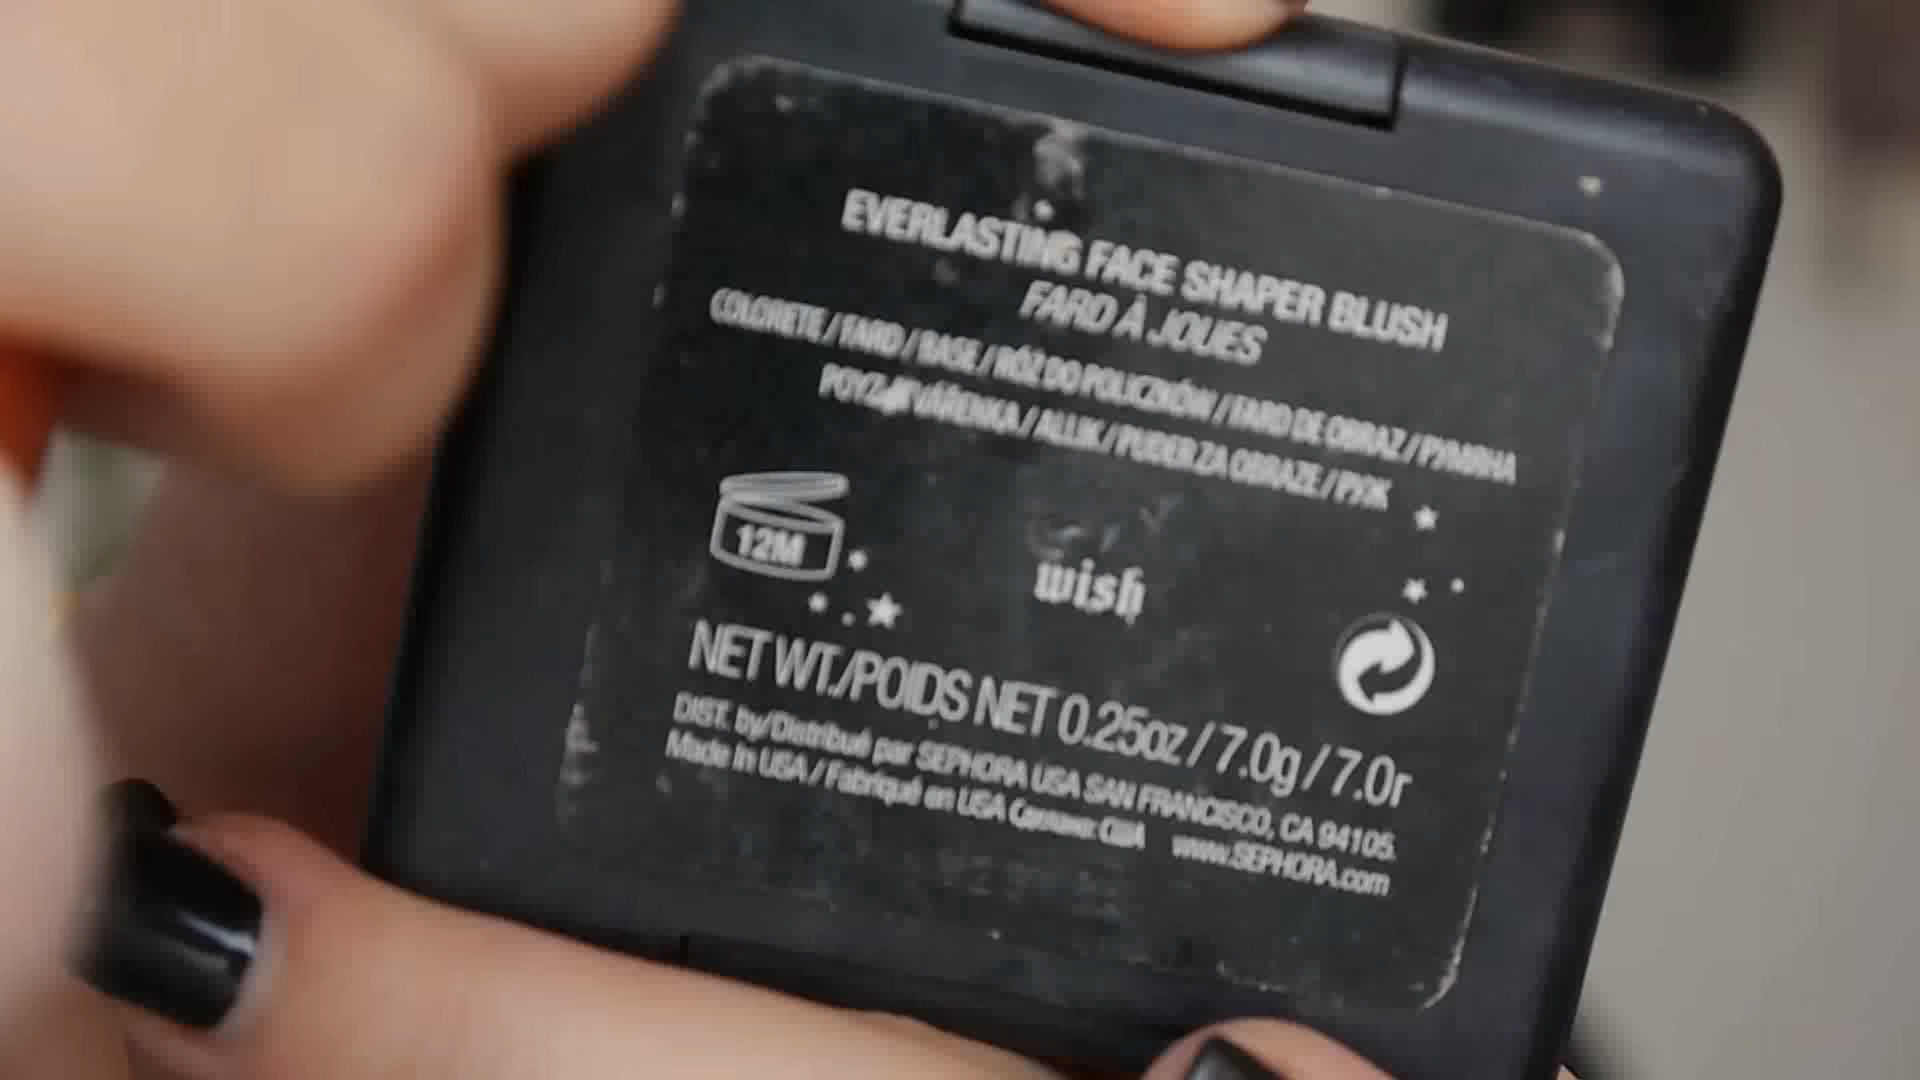 EVERLASTING FACE SHAPER BLUSH
FARD À JOUES
COLORETE / FARD / BASE / RÓŻ DO POLICZKÓW / FARD DE OBRAZ / РУМЯНА
TVÁŘENKA / ALLIK / PUDER ZA OBRAZE / РУЖ
12M
wish
NET WT./POIDS NET 0.25oz / 7.0g / 7.0г
DIST. by/Distribué par SEPHORA USA SAN FRANCISCO, CA 94105.
Made in USA / Fabriqué en USA США www.SEPHORA.com